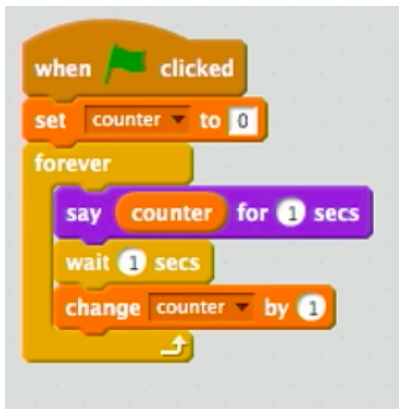 when clicked
set counter to 0
forever
say counter for 1 secs
wait 1 secs
change counter by 1